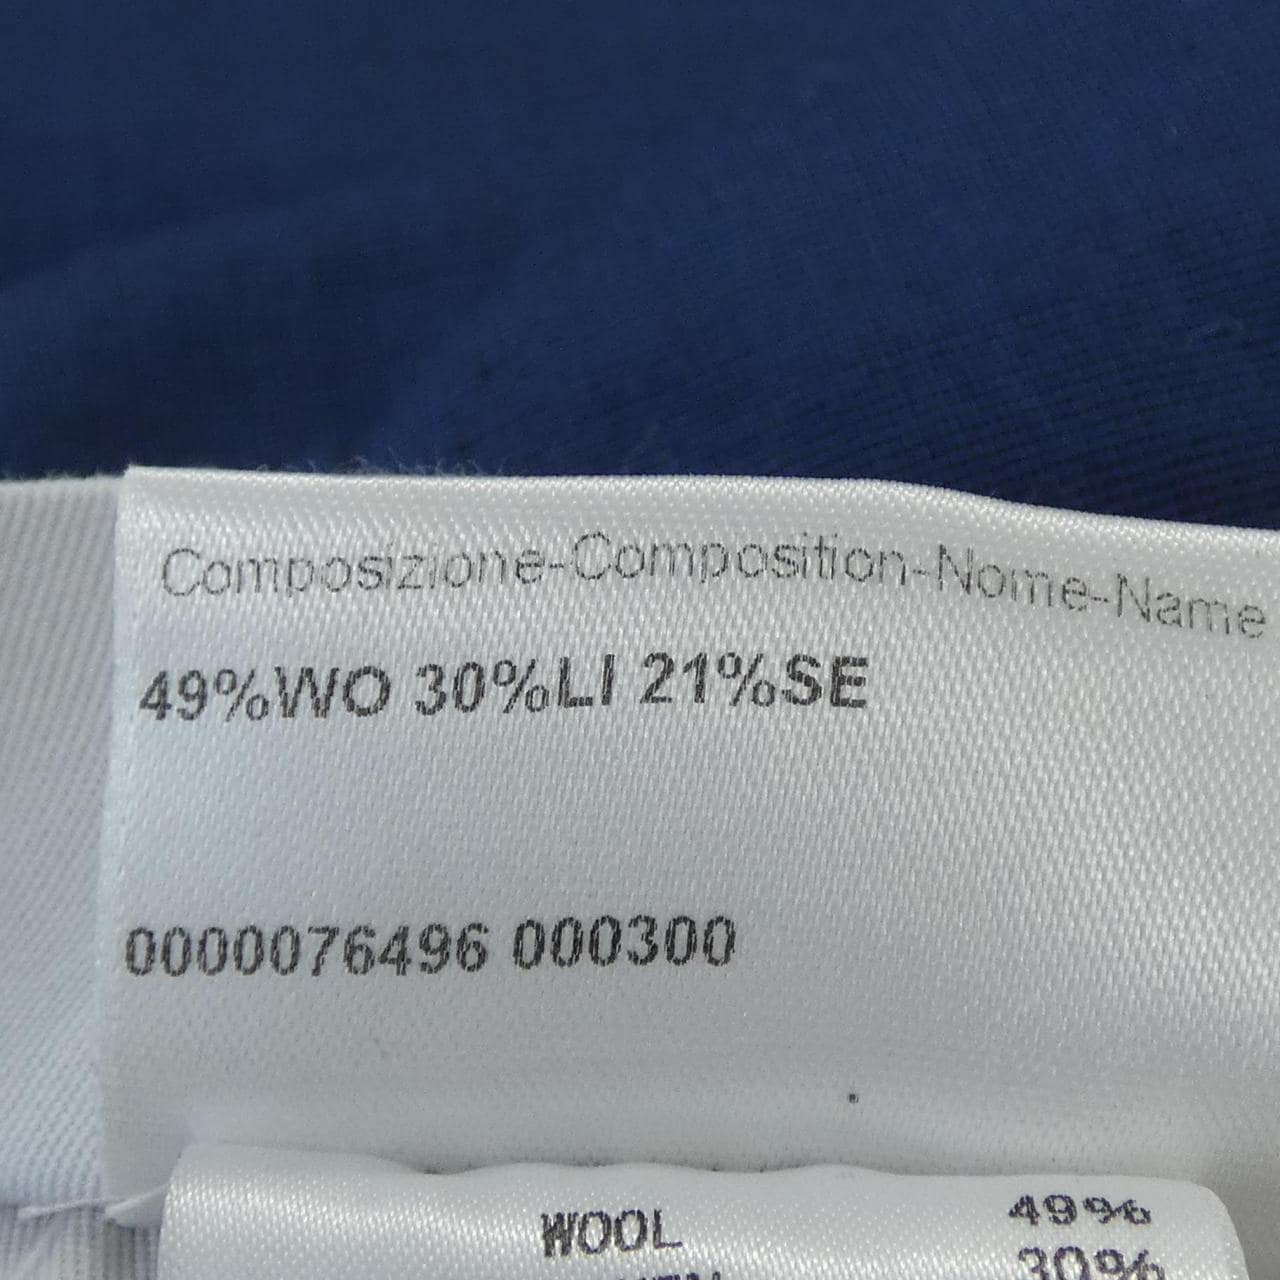 Composizione-Composition-Nome-Name
49%WO 30%LI 21%SE
0000076496 000300
WOOL 49%
30%